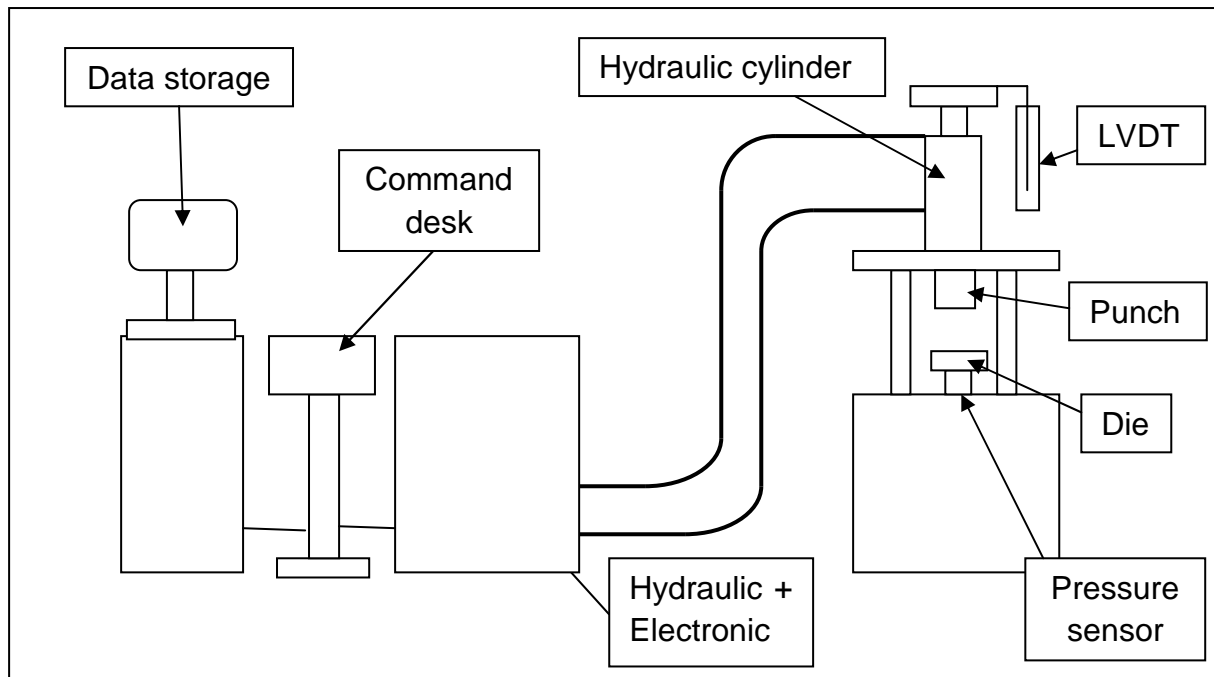 Data storage
Hydraulic cylinder
LVDT
Command
desk
Punch
Die
Hydraulic +
Electronic
Pressure
sensor